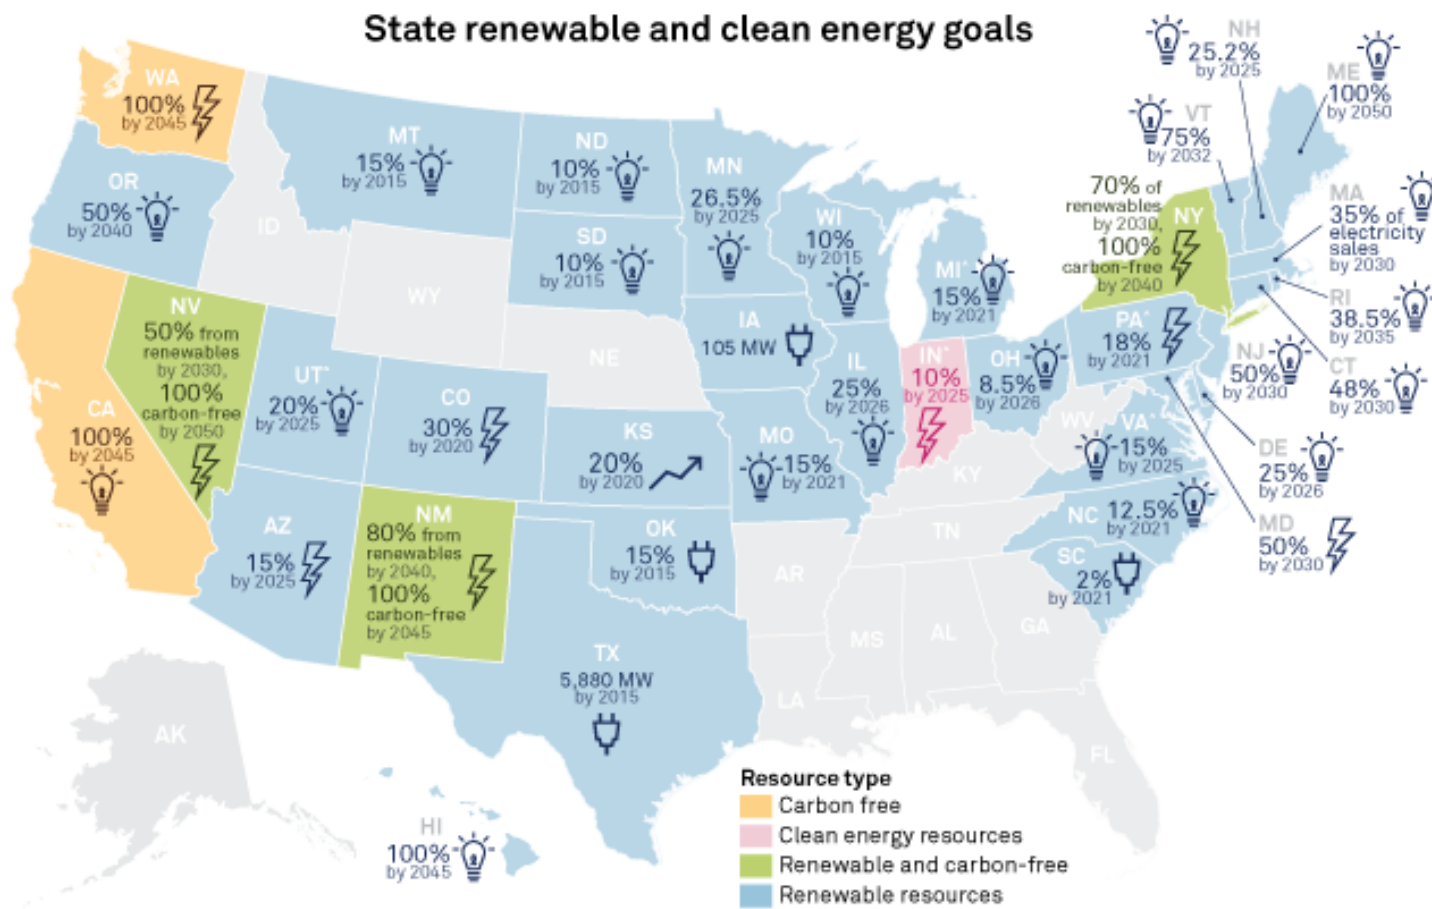 State renewable and clean energy goals
WA
100%
by 2045
OR
50%
by 2040
CA
100%
by 2045
NV
50% from
renewables
by 2030,
100%
carbon-free
by 2050
ID
MT
15%
by 2015
WY
UT*
20%
by 2025
CO
30%
by 2020
AZ
15%
by 2025
NM
80% from
renewables
by 2040,
100%
carbon-free
by 2045
ND
10%
by 2015
SD
10%
by 2015
NE
KS
20%
by 2020
OK
15%
by 2015
TX
5,880 MW
by 2015
MN
26.5%
by 2025
IA
105 MW
MO
15%
by 2021
AR
LA
WI
10%
by 2015
IL
25%
by 2026
MI*
15%
by 2021
IN*
10%
by 2025
OH
8.5%
by 2026
KY
TN
MS
AL
GA
FL
WV
VA*
15%
by 2025
NC
12.5%
by 2021
SC
2%
by 2021
PA*
18%
by 2021
70% of
renewables
by 2030,
100%
carbon-free
by 2040
NY
VT
75%
by 2032
NH
25.2%
by 2025
ME
100%
by 2050
MA
35% of
electricity
sales
by 2030
RI
38.5%
by 2035
CT
48%
by 2030
NJ
50%
by 2030
DE
25%
by 2026
MD
50%
by 2030
AK
HI
100%
by 2045
Resource type
Carbon free
Clean energy resources
Renewable and carbon-free
Renewable resources